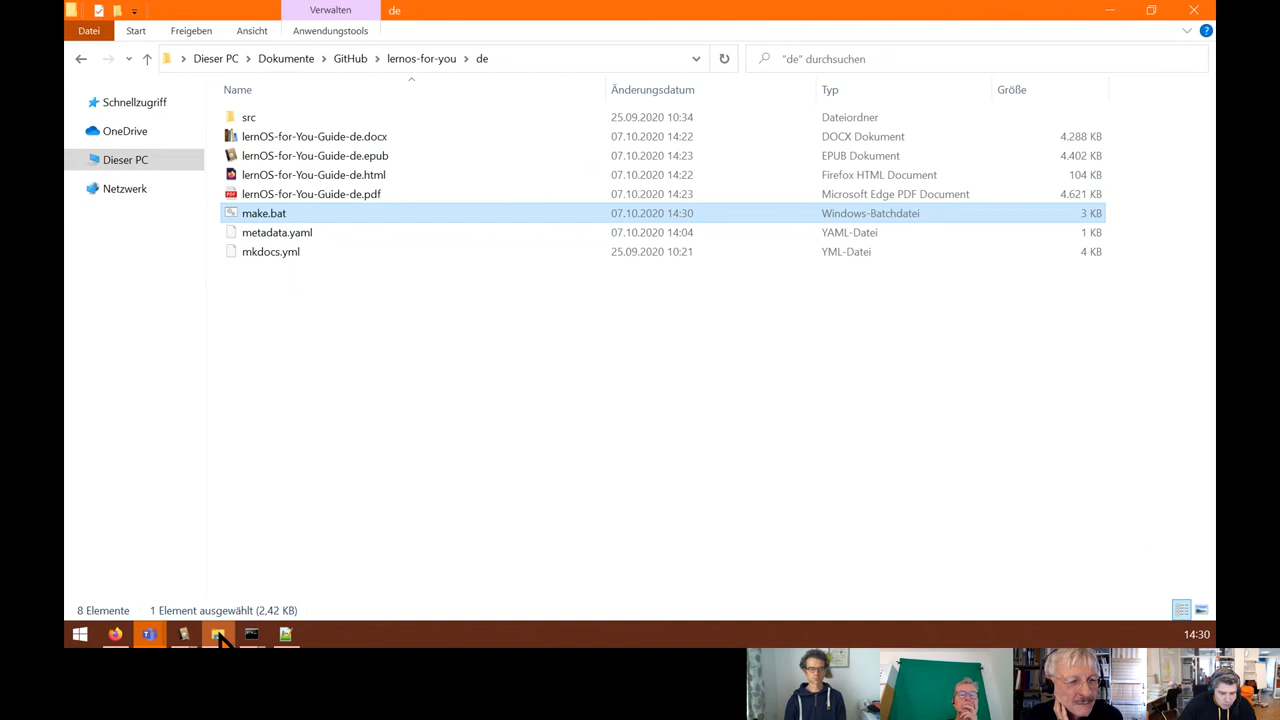 Verwalten
de
Datei Start Freigeben Ansicht Anwendungstools
Dieser PC Dokumente GitHub lernos-for-you de
"de" durchsuchen
Name Änderungsdatum Typ Größe
Schnellzugriff
OneDrive
Dieser PC
Netzwerk
src 25.09.2020 10:34 Dateiordner
lernOS-for-You-Guide-de.docx 07.10.2020 14:22 DOCX Dokument 4.288 KB
lernOS-for-You-Guide-de.epub 07.10.2020 14:23 EPUB Dokument 4.402 KB
lernOS-for-You-Guide-de.html 07.10.2020 14:22 Firefox HTML Document 104 KB
lernOS-for-You-Guide-de.pdf 07.10.2020 14:23 Microsoft Edge PDF Document 4.621 KB
make.bat 07.10.2020 14:30 Windows-Batchdatei 3 KB
metadata.yaml 07.10.2020 14:04 YAML-Datei 1 KB
mkdocs.yml 25.09.2020 10:21 YML-Datei 4 KB
8 Elemente 1 Element ausgewählt (2,42 KB)
14:30